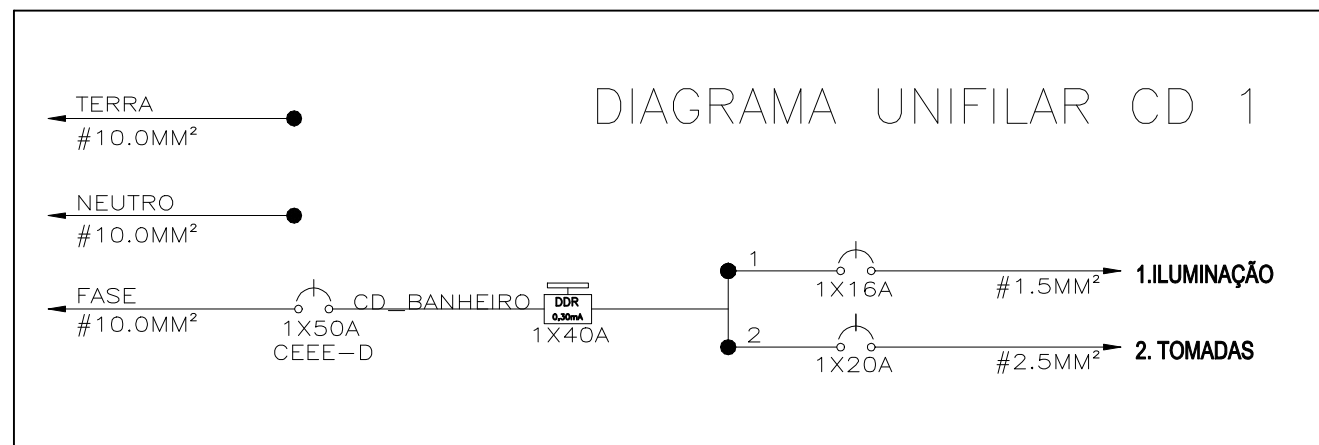 DIAGRAMA UNIFILAR CD 1
TERRA
#10.0MM²
NEUTRO
#10.0MM²
FASE
#10.0MM²
1X50A
CEEE-D
CD_BANHEIRO
DDR
0,30mA
1X40A
1
1X16A
#1.5MM²
1.ILUMINAÇÃO
2
1X20A
#2.5MM²
2. TOMADAS